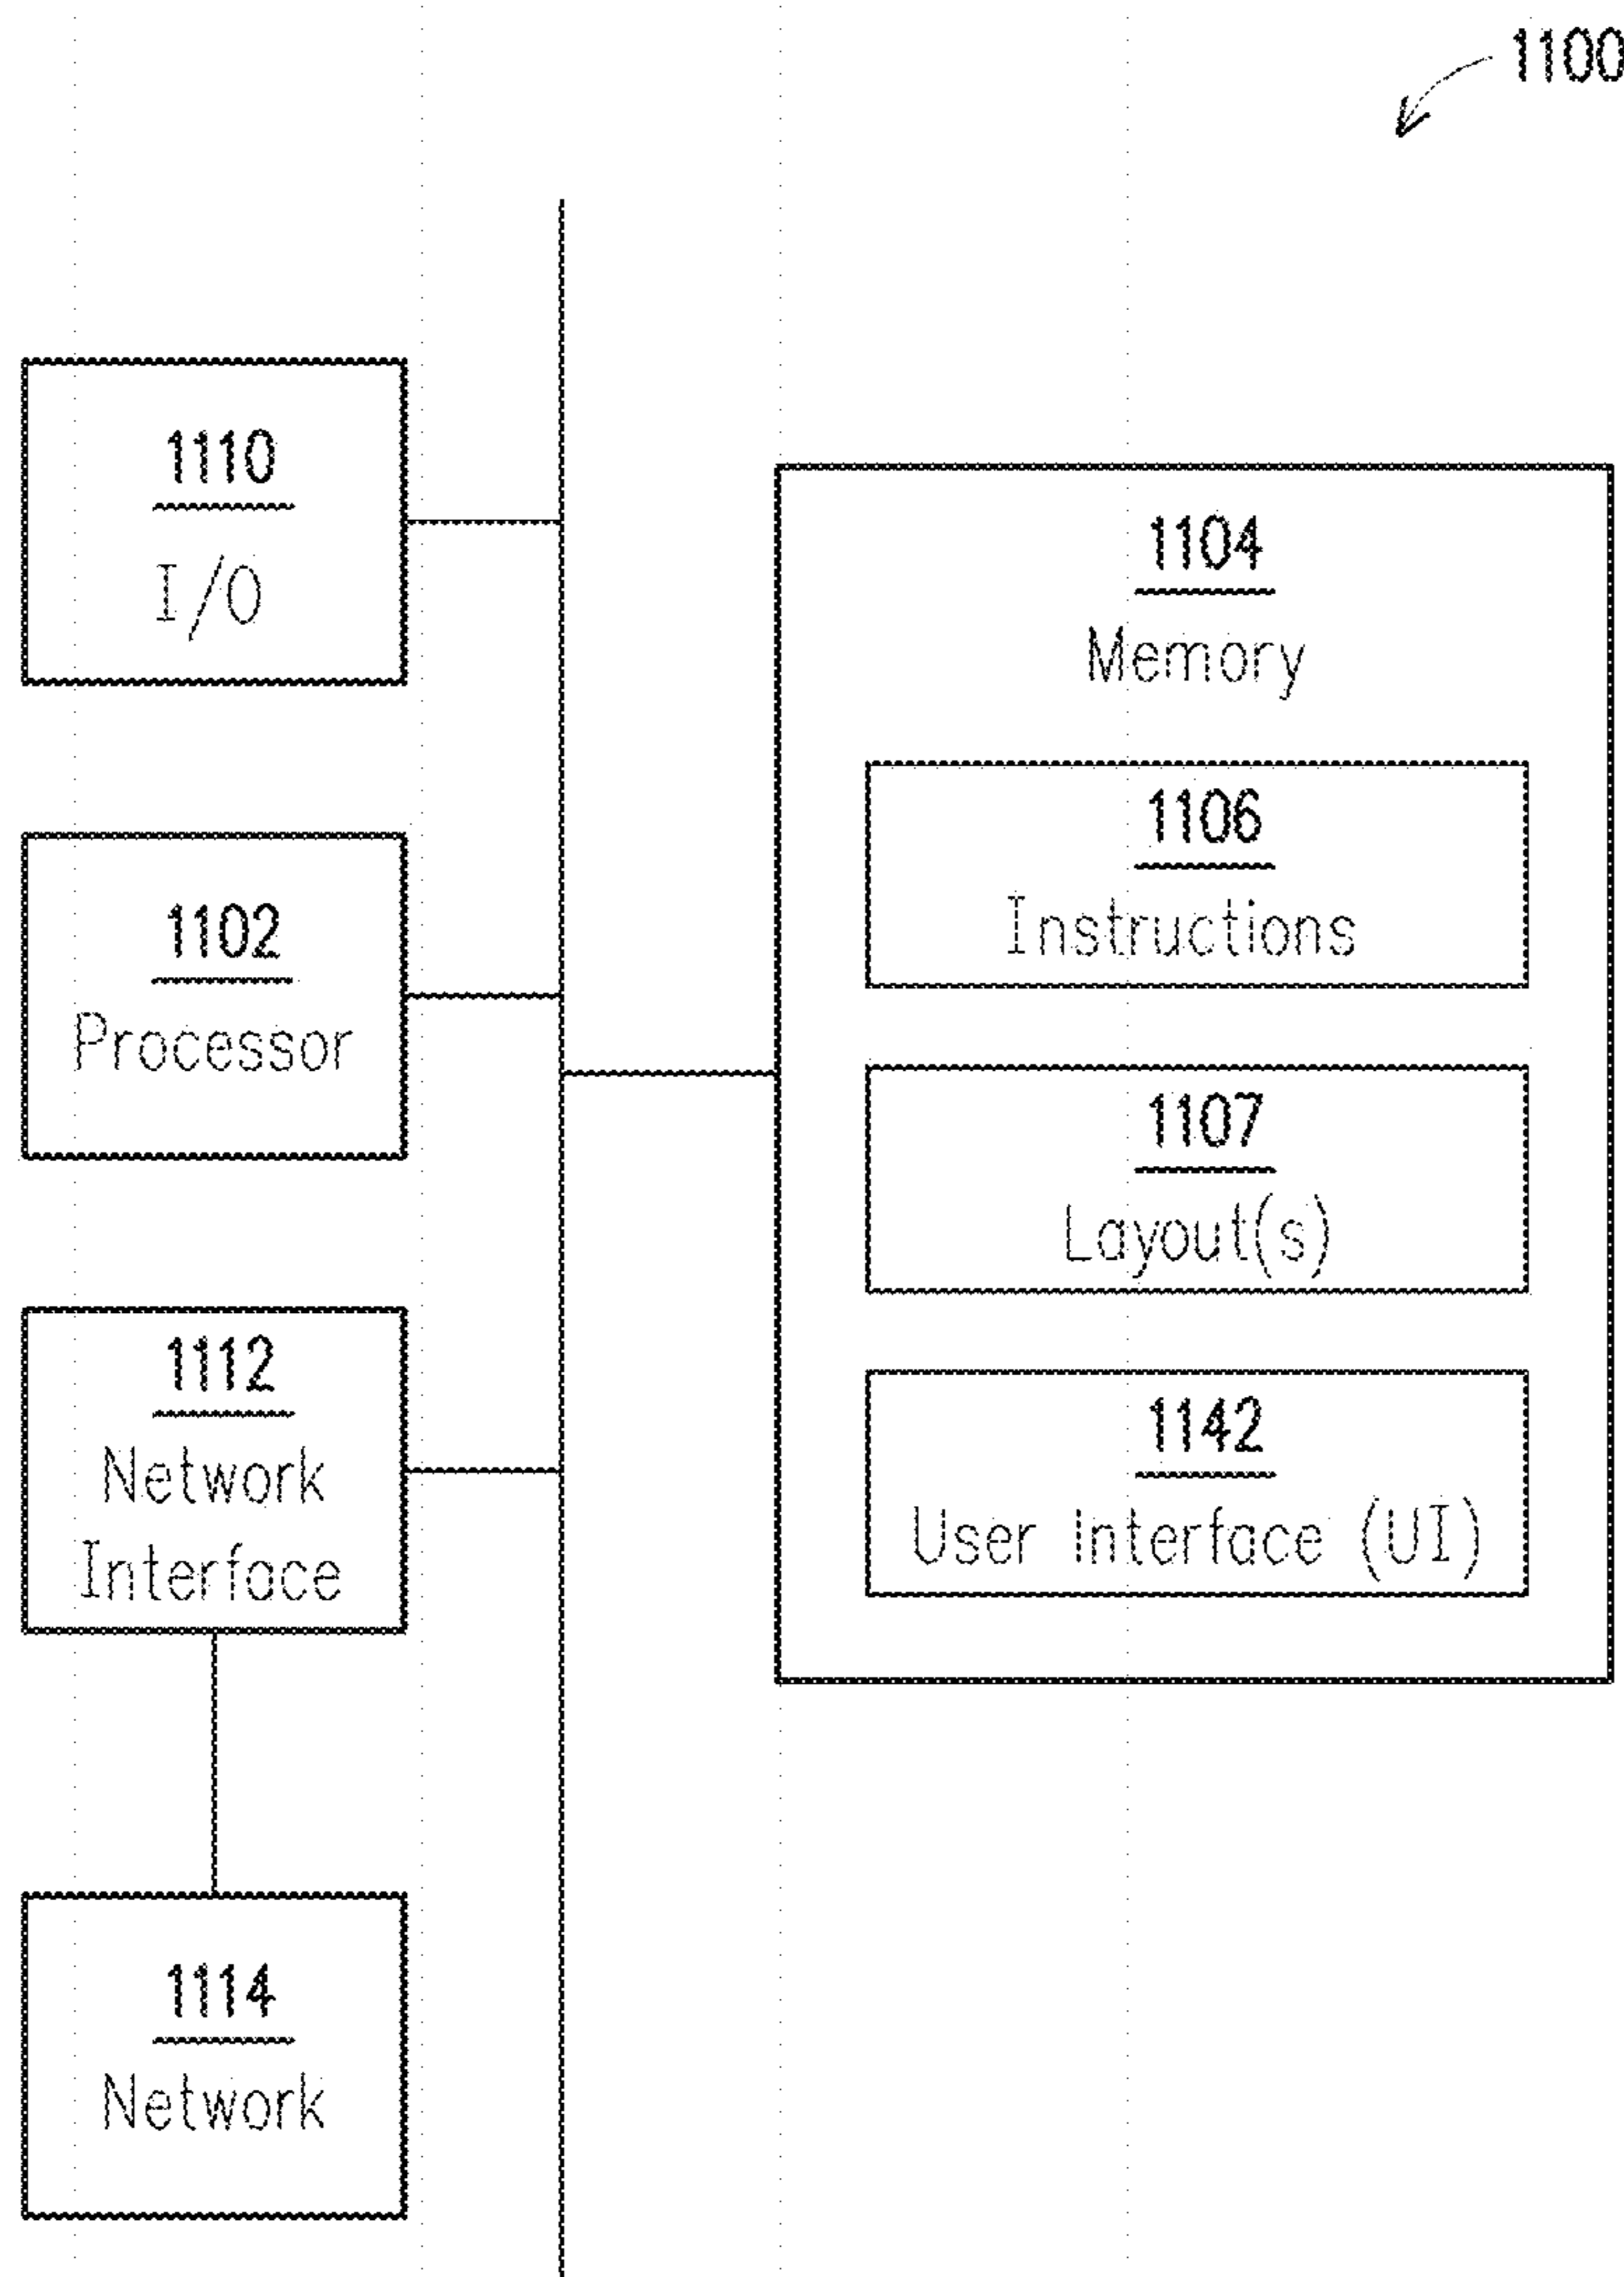 1100
1110
I/O
1102
Processor
1112
Network
Interface
1114
Network
1104
Memory
1106
Instructions
1107
Layout(s)
1142
User Interface (UI)